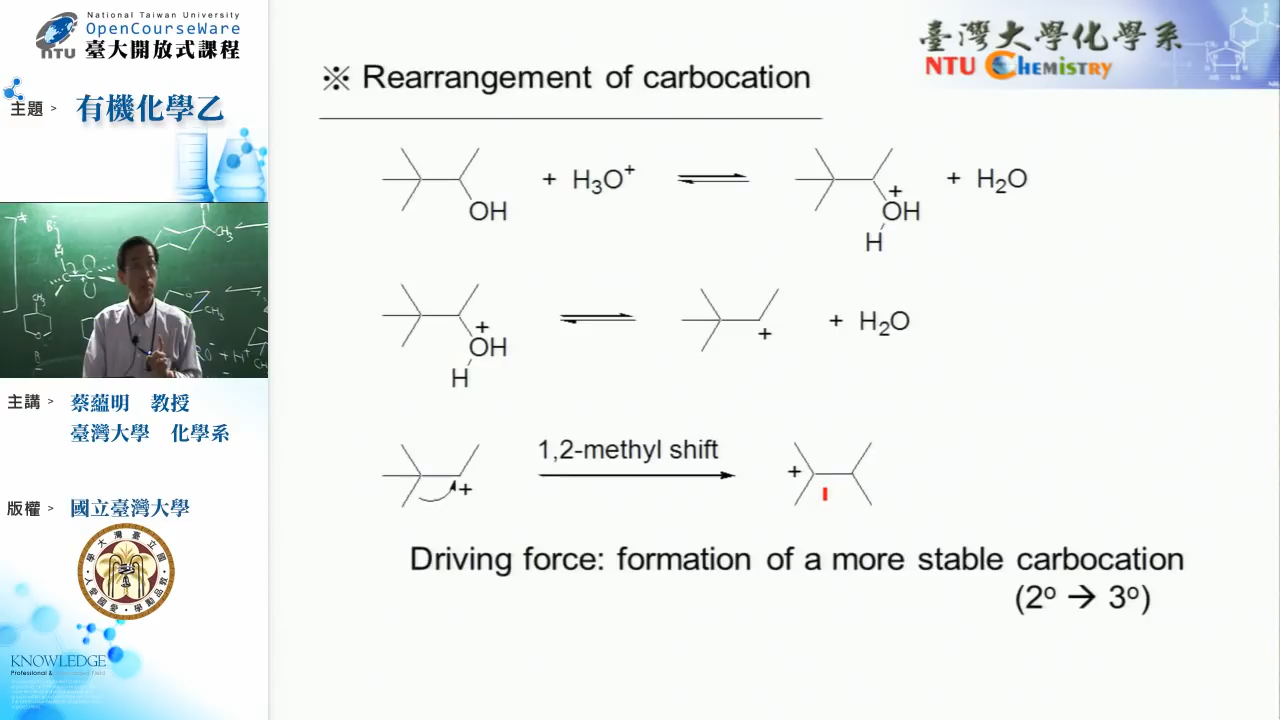 National Taiwan University
OpenCourseWare
NTU 臺大開放式課程
主題 > 有機化學乙
主講 > 蔡蘊明 教授
臺灣大學 化學系
版權 > 國立臺灣大學
KNOWLEDGE
臺灣大學化學系
NTU Chemistry
※ Rearrangement of carbocation
OH + H₃O⁺ + OH H + H₂O
+ OH H + + H₂O
+ 1,2-methyl shift +
Driving force: formation of a more stable carbocation
(2º → 3º)